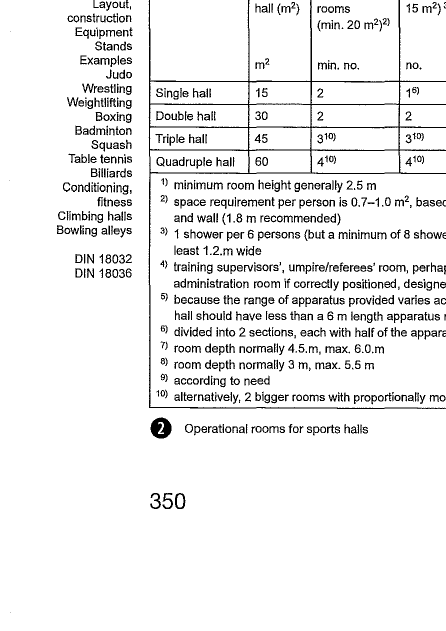 Layout,
construction
Equipment
Stands
Examples
Judo
Wrestling
Weightlifting
Boxing
Badminton
Squash
Table tennis
Billiards
Conditioning,
fitness
Climbing halls
Bowling alleys
DIN 18032
DIN 18036
hall (m²) rooms 15 m²)
(min. 20 m²)²⁾
m² min. no. no.
Single hall 15 2 1⁶⁾
Double hall 30 2 2
Triple hall 45 3¹⁰⁾ 3¹⁰⁾
Quadruple hall 60 4¹⁰⁾ 4¹⁰⁾
¹⁾ minimum room height generally 2.5 m
²⁾ space requirement per person is 0.7–1.0 m², based
and wall (1.8 m recommended)
³⁾ 1 shower per 6 persons (but a minimum of 8 showe
least 1.2.m wide
⁴⁾ training supervisors', umpire/referees' room, perhap
administration room if correctly positioned, designe
⁵⁾ because the range of apparatus provided varies ac
hall should have less than a 6 m length apparatus r
⁶⁾ divided into 2 sections, each with half of the appara
⁷⁾ room depth normally 4.5.m, max. 6.0.m
⁸⁾ room depth normally 3 m, max. 5.5 m
⁹⁾ according to need
¹⁰⁾ alternatively, 2 bigger rooms with proportionally mo
2 Operational rooms for sports halls
350